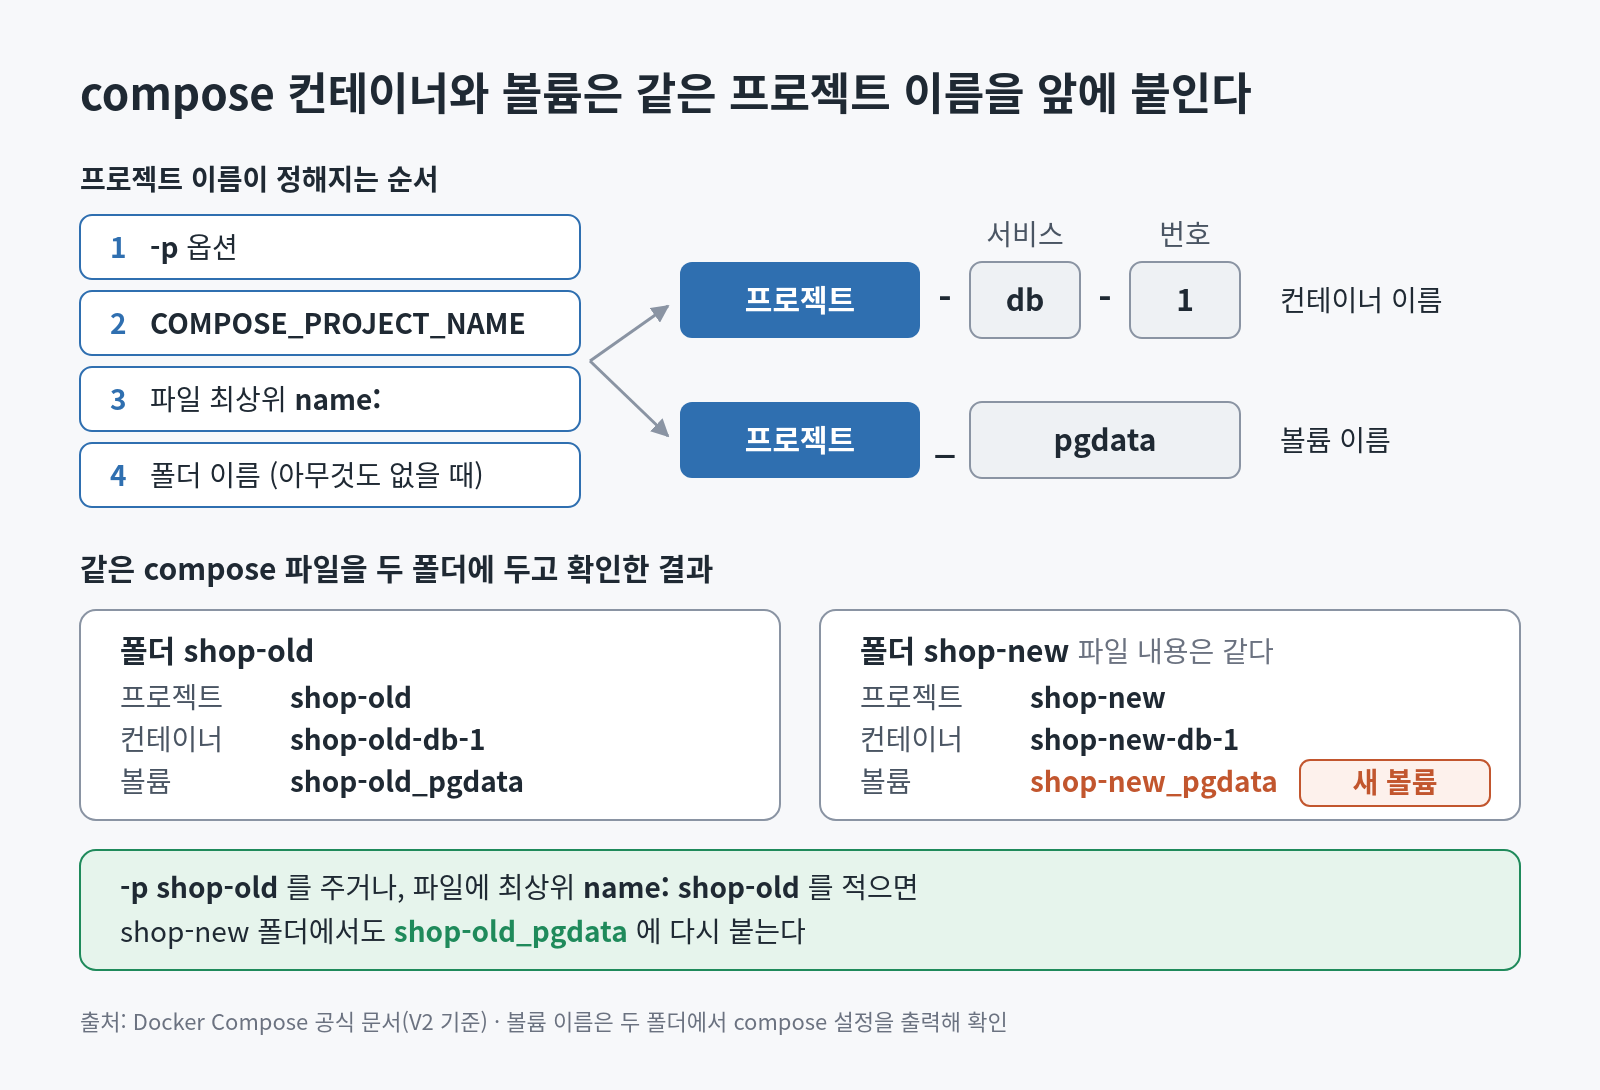 compose 컨테이너와 볼륨은 같은 프로젝트 이름을 앞에 붙인다
프로젝트 이름이 정해지는 순서
1 -p 옵션
2 COMPOSE_PROJECT_NAME
3 파일 최상위 name:
4 폴더 이름 (아무것도 없을 때)
서비스 번호
프로젝트 - db - 1 컨테이너 이름
프로젝트 _ pgdata 볼륨 이름
같은 compose 파일을 두 폴더에 두고 확인한 결과
폴더 shop-old
프로젝트 shop-old
컨테이너 shop-old-db-1
볼륨 shop-old_pgdata
폴더 shop-new 파일 내용은 같다
프로젝트 shop-new
컨테이너 shop-new-db-1
볼륨 shop-new_pgdata 새 볼륨
-p shop-old 를 주거나, 파일에 최상위 name: shop-old 를 적으면
shop-new 폴더에서도 shop-old_pgdata 에 다시 붙는다
출처: Docker Compose 공식 문서(V2 기준) · 볼륨 이름은 두 폴더에서 compose 설정을 출력해 확인